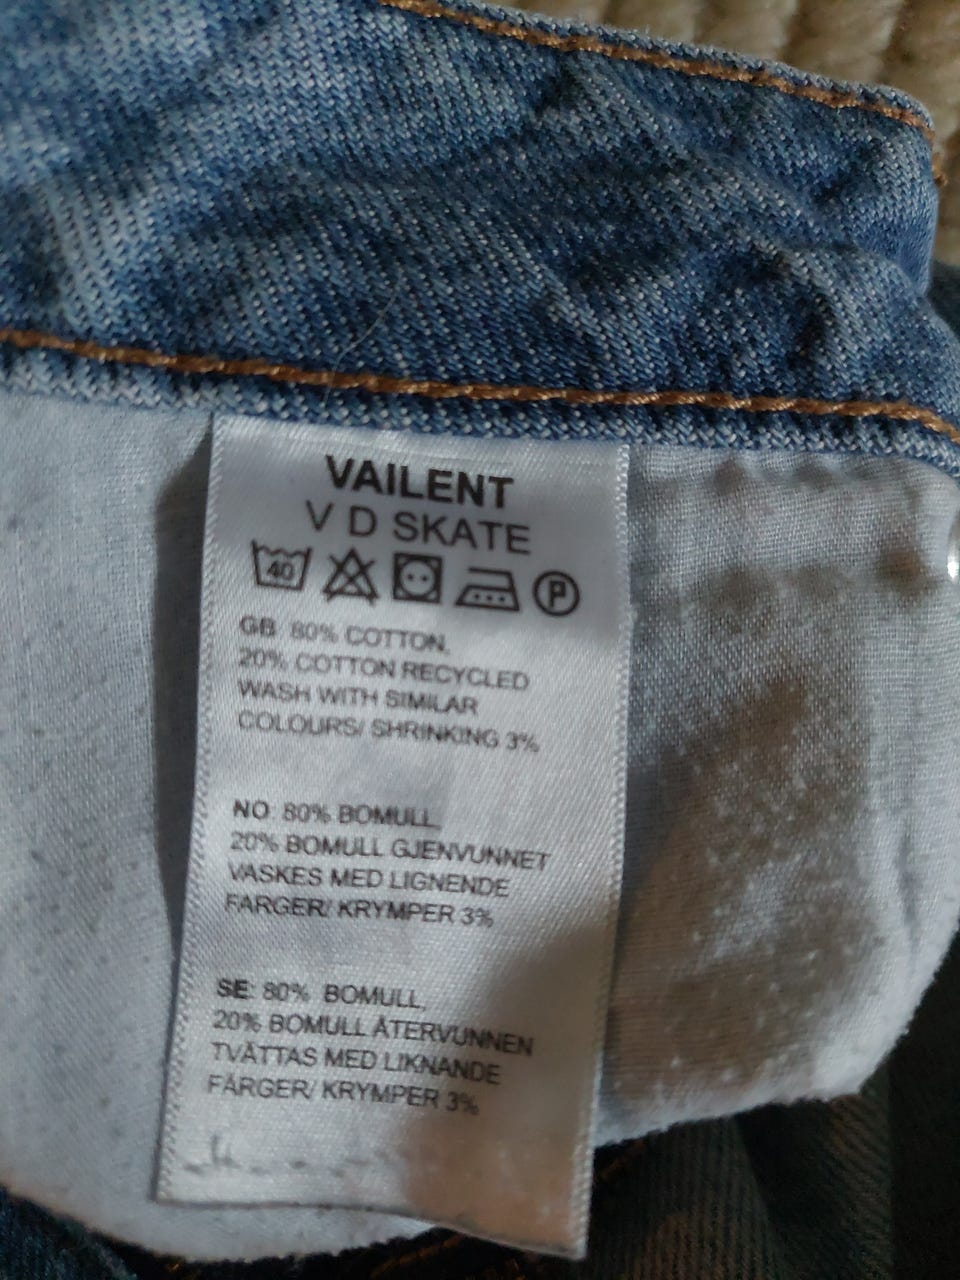 VAILENT
V D SKATE
40 P
GB: 80% COTTON,
20% COTTON RECYCLED
WASH WITH SIMILAR
COLOURS/ SHRINKING 3%
NO: 80% BOMULL,
20% BOMULL GJENVUNNET
VASKES MED LIGNENDE
FARGER/ KRYMPER 3%
SE: 80% BOMULL,
20% BOMULL ÅTERVUNNEN
TVÄTTAS MED LIKNANDE
FÄRGER/ KRYMPER 3%